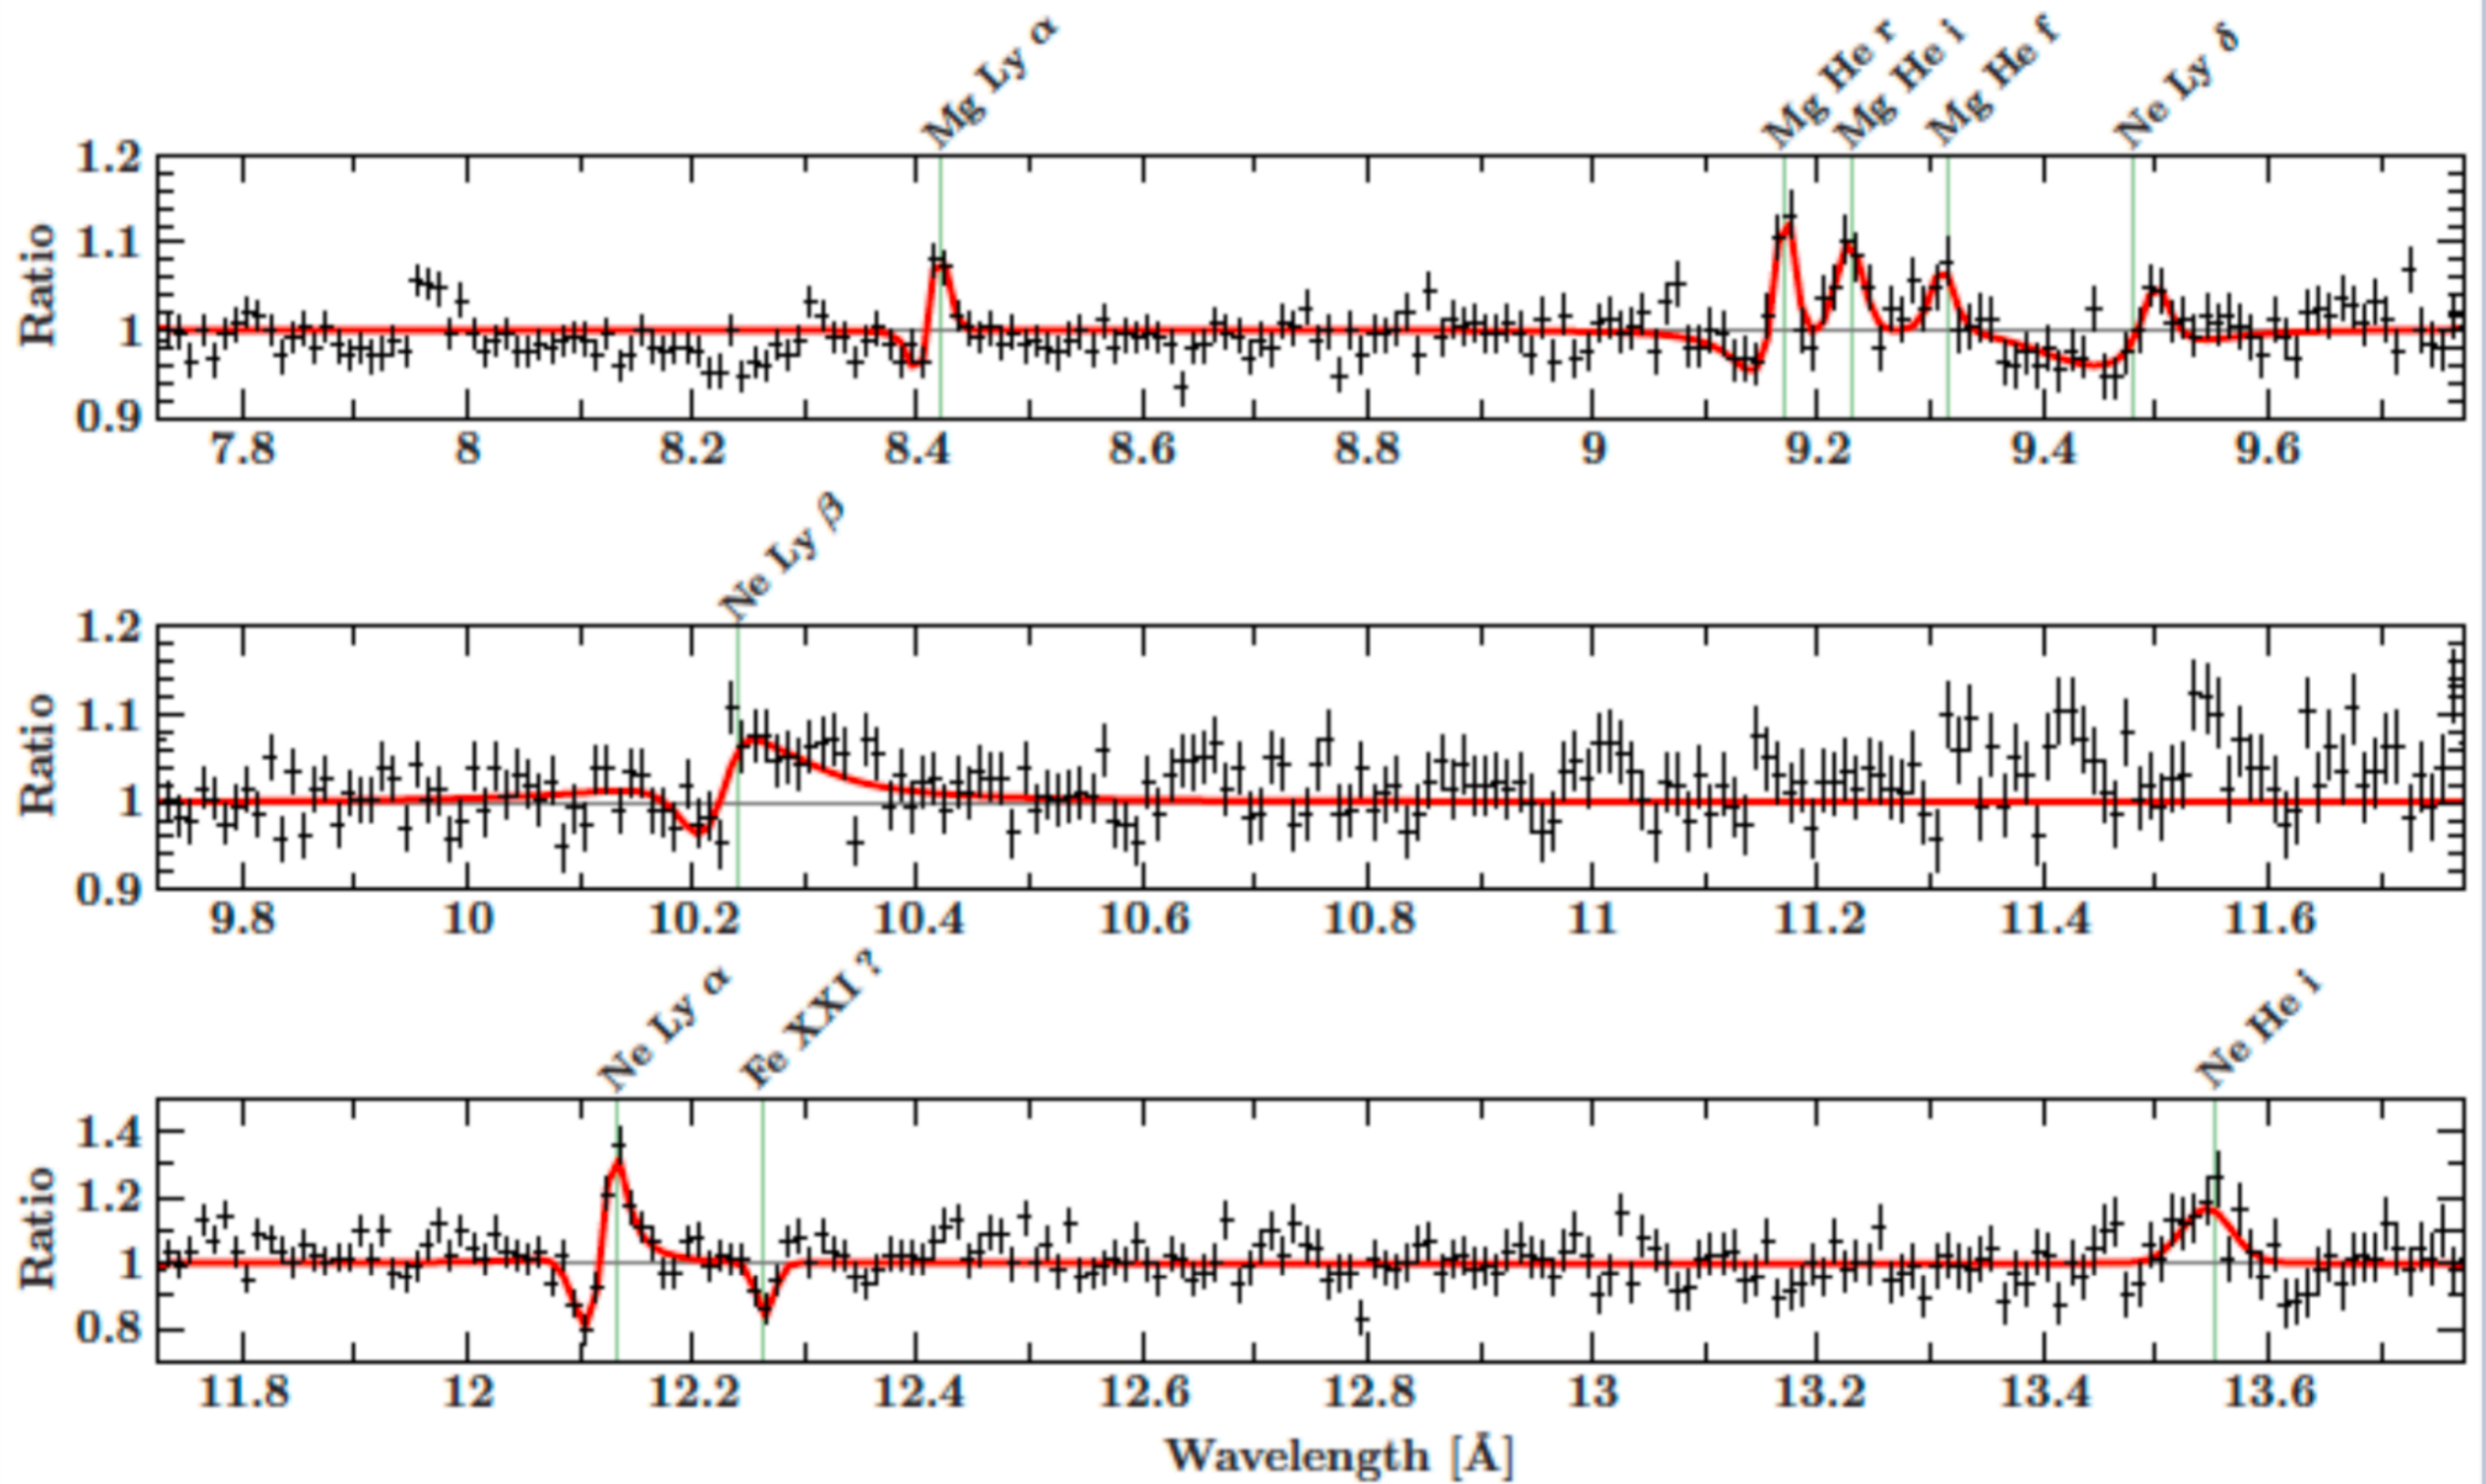 Mg Ly α
Mg He r
Mg He i
Mg He f
Ne Ly δ
1.2
1.1
1
0.9
Ratio
7.8 8 8.2 8.4 8.6 8.8 9 9.2 9.4 9.6
Ne Ly β
1.2
1.1
1
0.9
Ratio
9.8 10 10.2 10.4 10.6 10.8 11 11.2 11.4 11.6
Ne Ly α
Fe XXI ?
Ne He i
1.4
1.2
1
0.8
Ratio
11.8 12 12.2 12.4 12.6 12.8 13 13.2 13.4 13.6
Wavelength [Å]